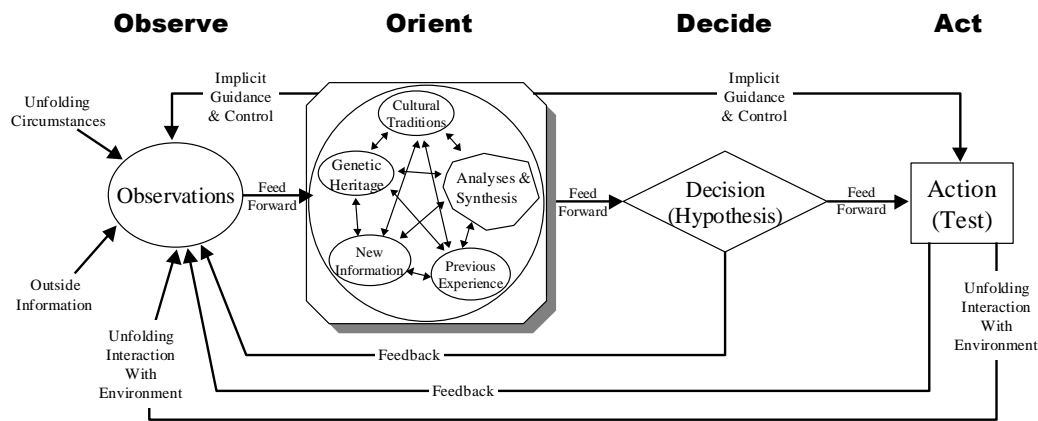 Observe
Orient
Decide
Act
Implicit
Guidance
& Control
Unfolding
Circumstances
Observations
Outside
Information
Feed
Forward
Cultural
Traditions
Genetic
Heritage
Analyses &
Synthesis
New
Information
Previous
Experience
Feed
Forward
Implicit
Guidance
& Control
Decision
(Hypothesis)
Feed
Forward
Action
(Test)
Unfolding
Interaction
With
Environment
Feedback
Feedback
Unfolding
Interaction
With
Environment